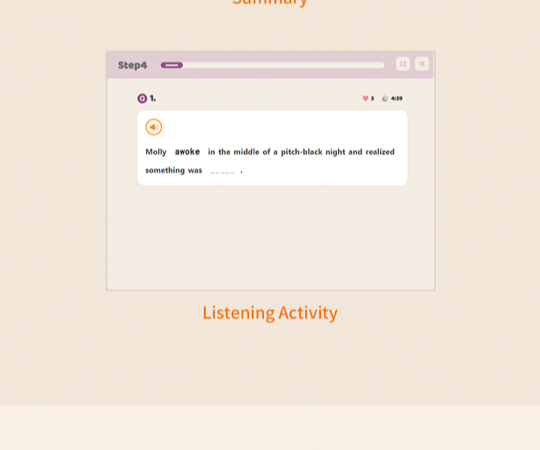 Summary
Step4
1.
3
4:59
Molly awoke in the middle of a pitch-black night and realized
something was _____ .
Listening Activity